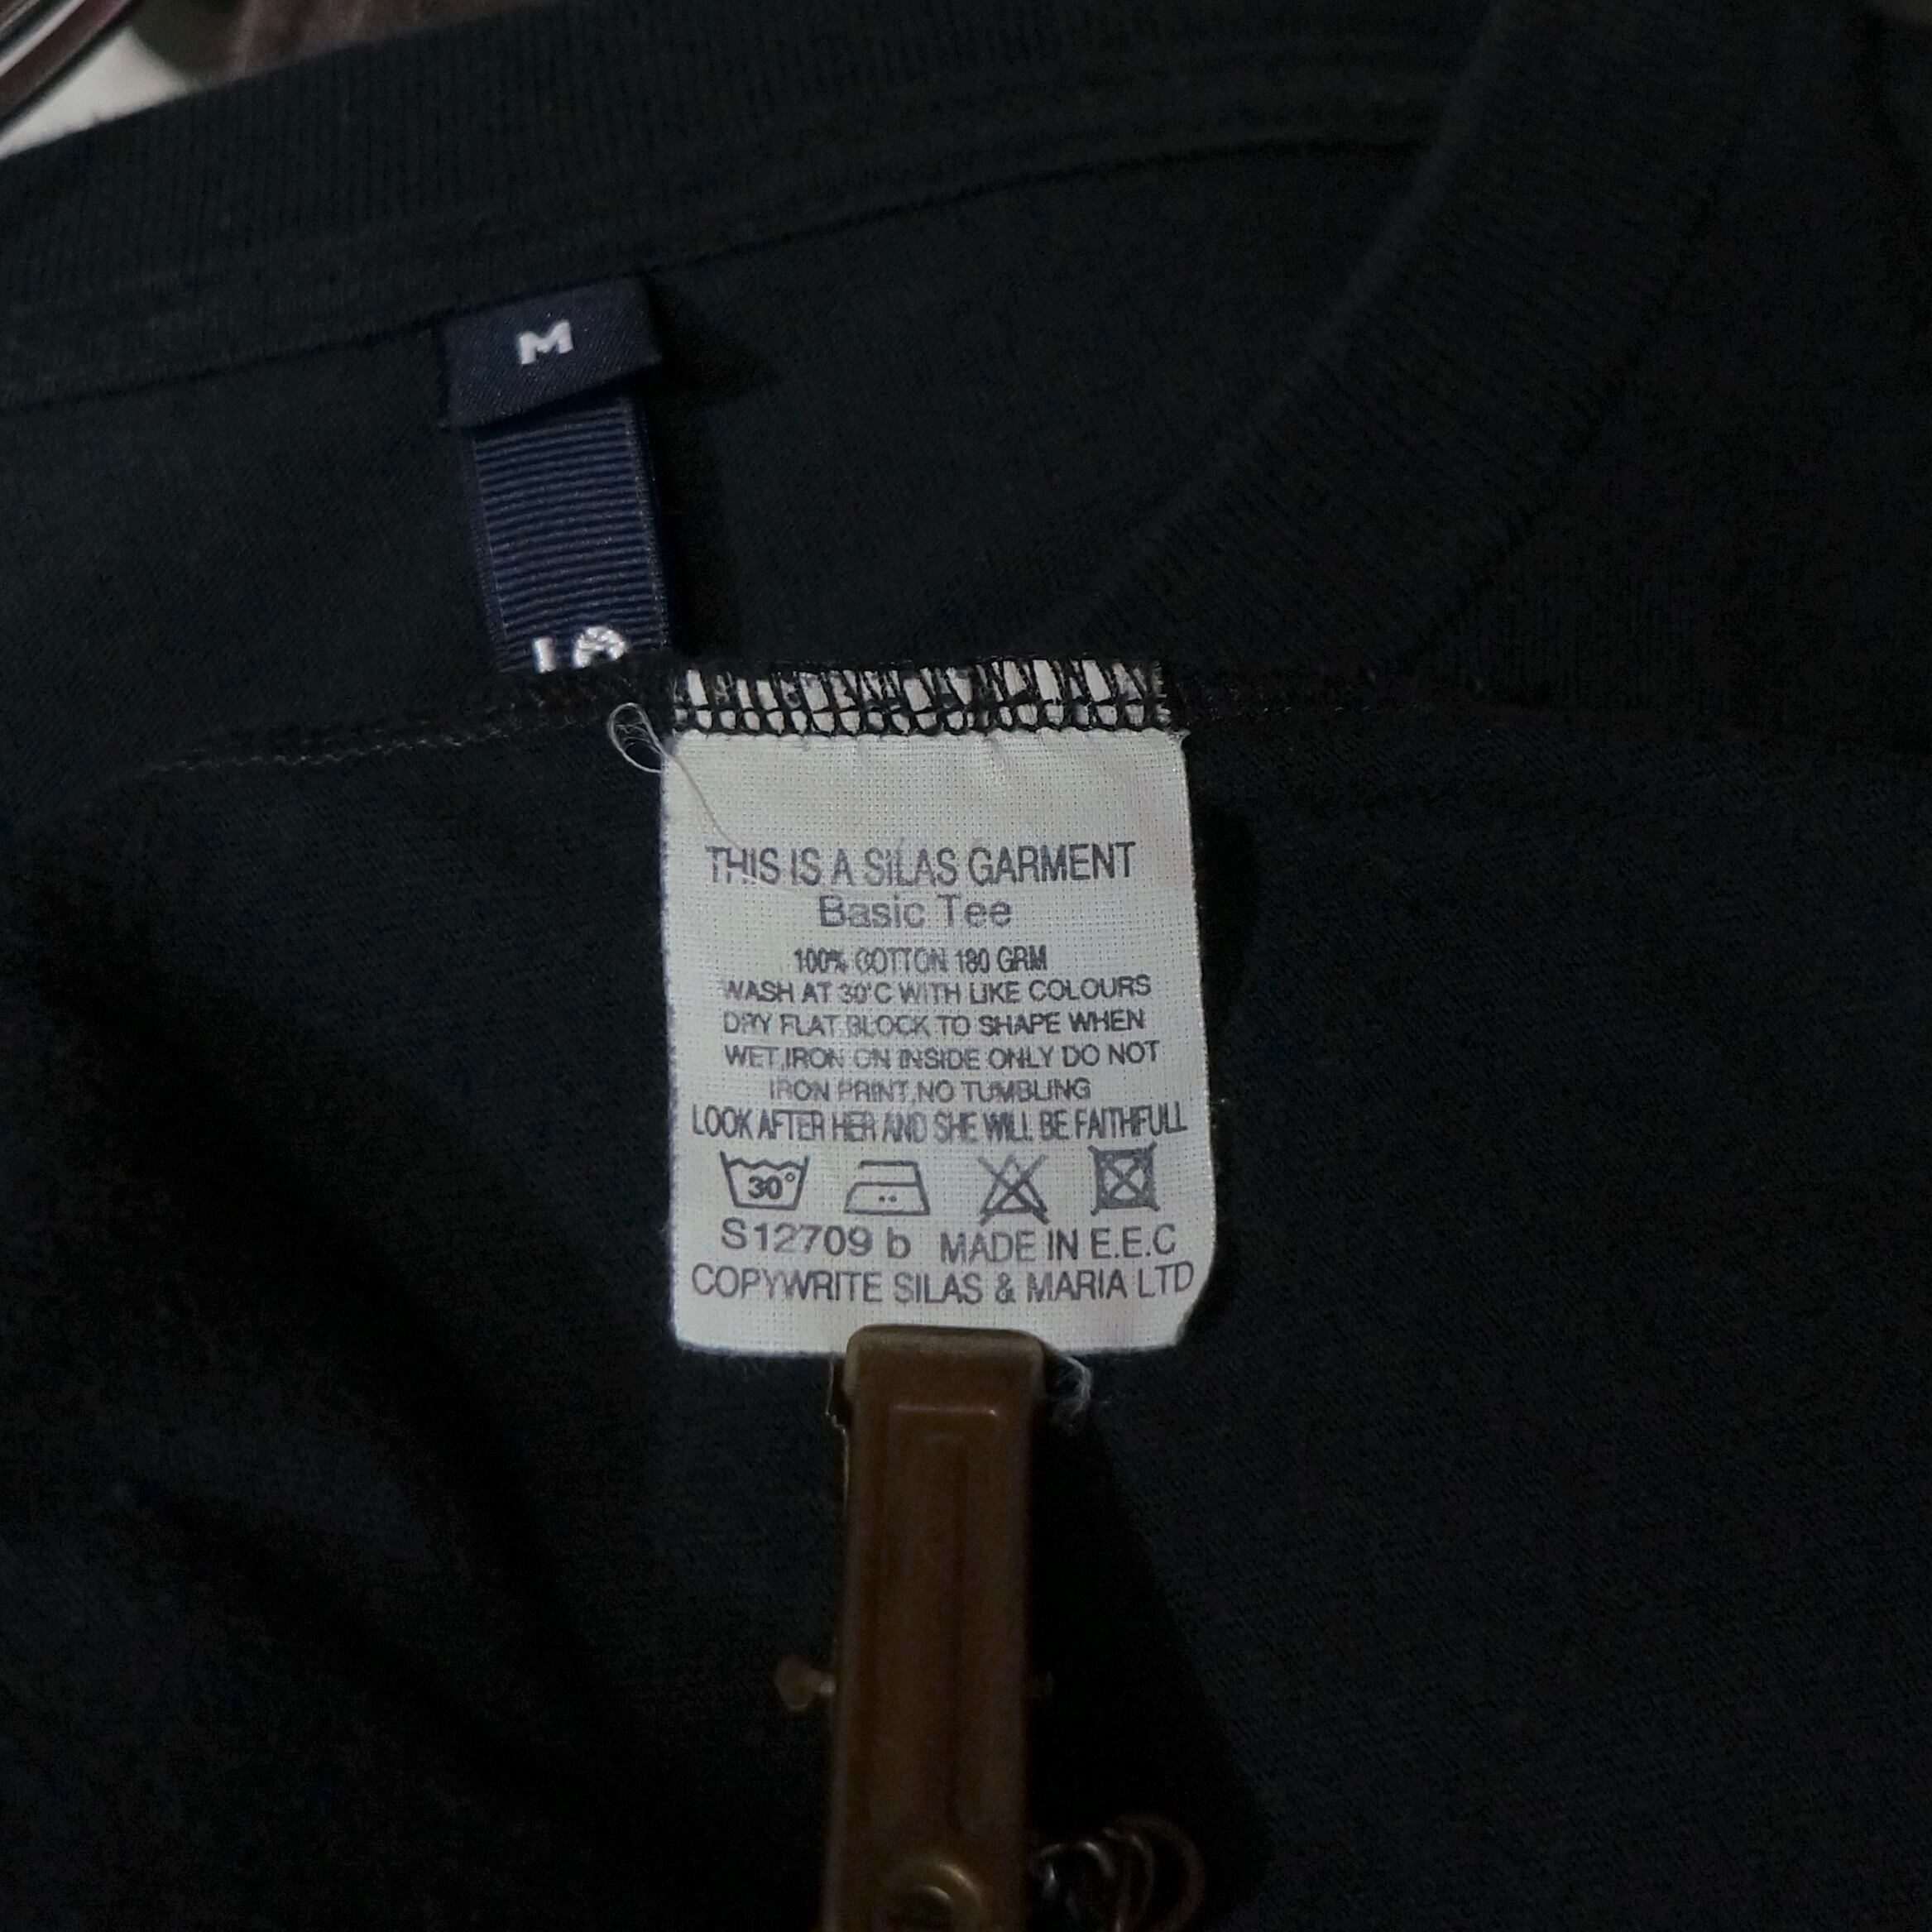 M
THIS IS A SILAS GARMENT
Basic Tee
100% COTTON 180 GRM
WASH AT 30°C WITH LIKE COLOURS
DRY FLAT,BLOCK TO SHAPE WHEN
WET,IRON ON INSIDE ONLY DO NOT
IRON PRINT,NO TUMBLING
LOOK AFTER HER AND SHE WILL BE FAITHFULL
30°
S12709 b MADE IN E.E.C
COPYWRITE SILAS & MARIA LTD